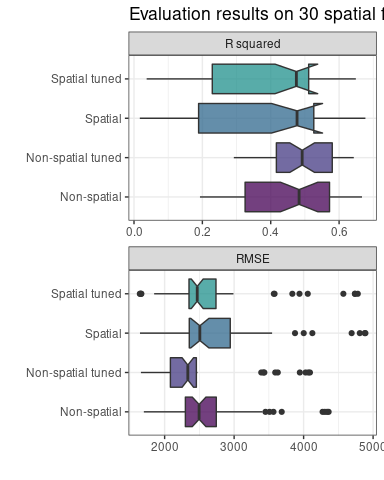 Evaluation results on 30 spatial f
R squared
Spatial tuned
Spatial
Non-spatial tuned
Non-spatial
0.0 0.2 0.4 0.6
RMSE
Spatial tuned
Spatial
Non-spatial tuned
Non-spatial
2000 3000 4000 5000